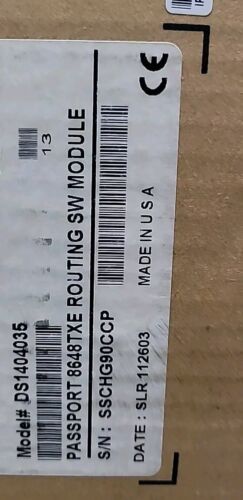 13
Model# DS1404035
PASSPORT 8648TXE ROUTING SW MODULE
S/N : SSCHG90CCP
DATE : SLR 112603 MADE IN U S A
CE